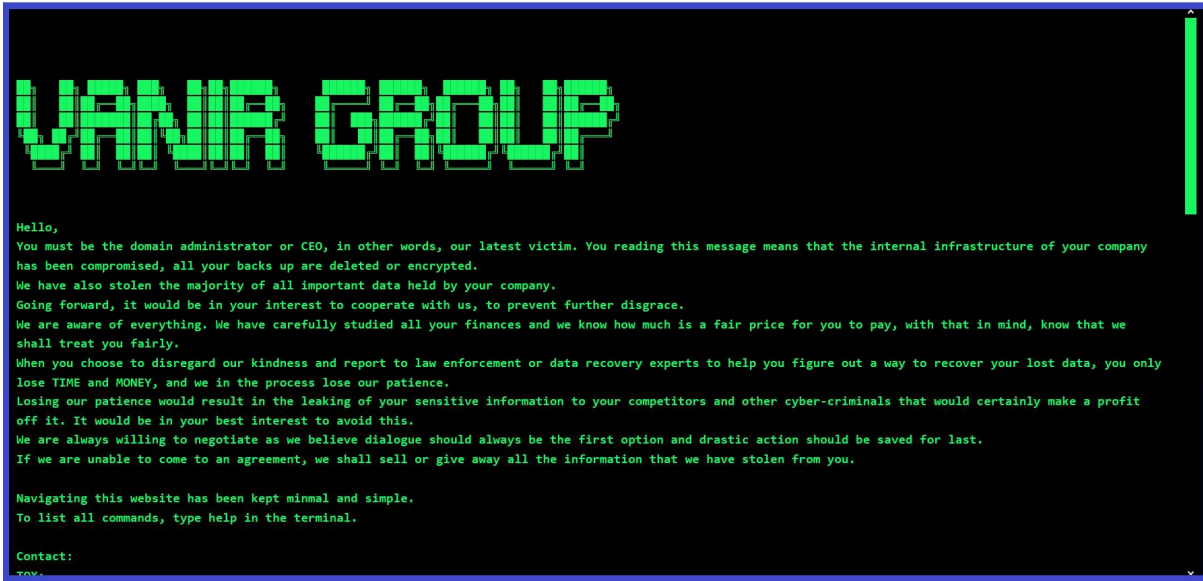 VANIR GROUP
Hello,
You must be the domain administrator or CEO, in other words, our latest victim. You reading this message means that the internal infrastructure of your company
has been compromised, all your backs up are deleted or encrypted.
We have also stolen the majority of all important data held by your company.
Going forward, it would be in your interest to cooperate with us, to prevent further disgrace.
We are aware of everything. We have carefully studied all your finances and we know how much is a fair price for you to pay, with that in mind, know that we
shall treat you fairly.
When you choose to disregard our kindness and report to law enforcement or data recovery experts to help you figure out a way to recover your lost data, you only
lose TIME and MONEY, and we in the process lose our patience.
Losing our patience would result in the leaking of your sensitive information to your competitors and other cyber-criminals that would certainly make a profit
off it. It would be in your best interest to avoid this.
We are always willing to negotiate as we believe dialogue should always be the first option and drastic action should be saved for last.
If we are unable to come to an agreement, we shall sell or give away all the information that we have stolen from you.
Navigating this website has been kept minmal and simple.
To list all commands, type help in the terminal.
Contact:
TOX: